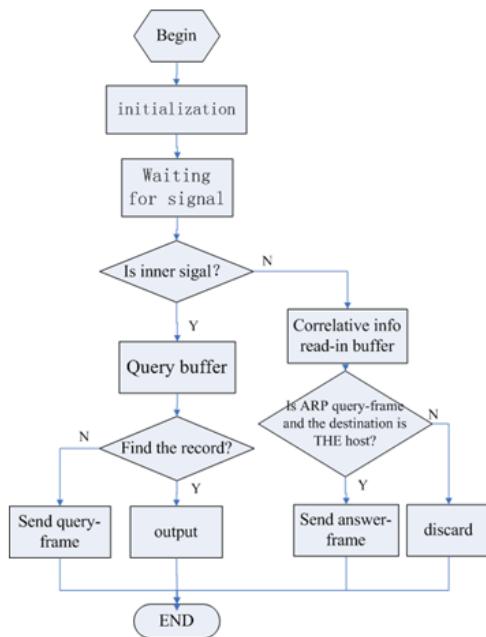 Begin
initialization
Waiting
for signal
Is inner sigal?
N
Y
Correlative info
read-in buffer
Query buffer
Is ARP query-frame
and the destination is
THE host?
N
N
Find the record?
Y
Y
Send query-
frame
output
Send answer-
frame
discard
END